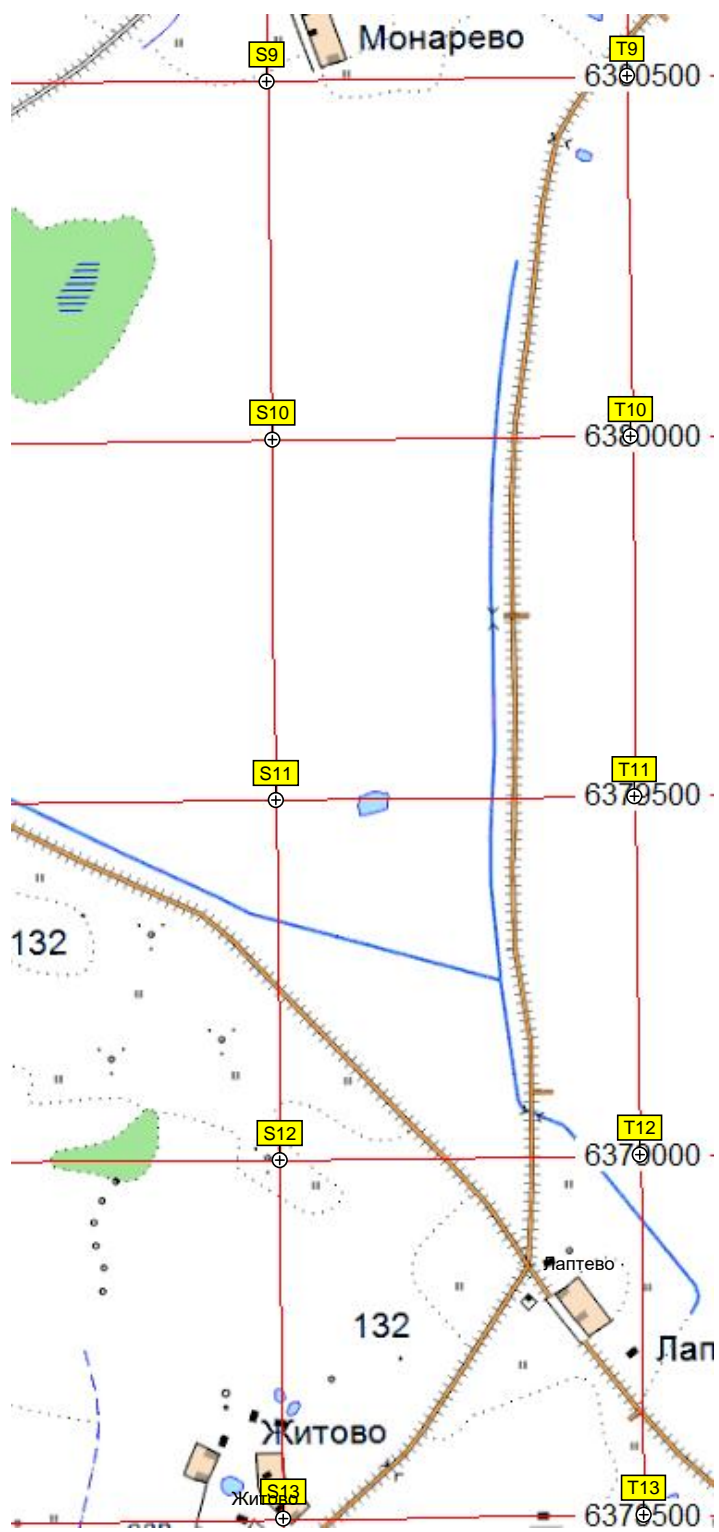 Монарево
S9
T9
6380500
S10
T10
6380000
S11
T11
6379500
132
S12
T12
6379000
Лаптево
132
Лап
Житово
S13
Житово
T13
6378500